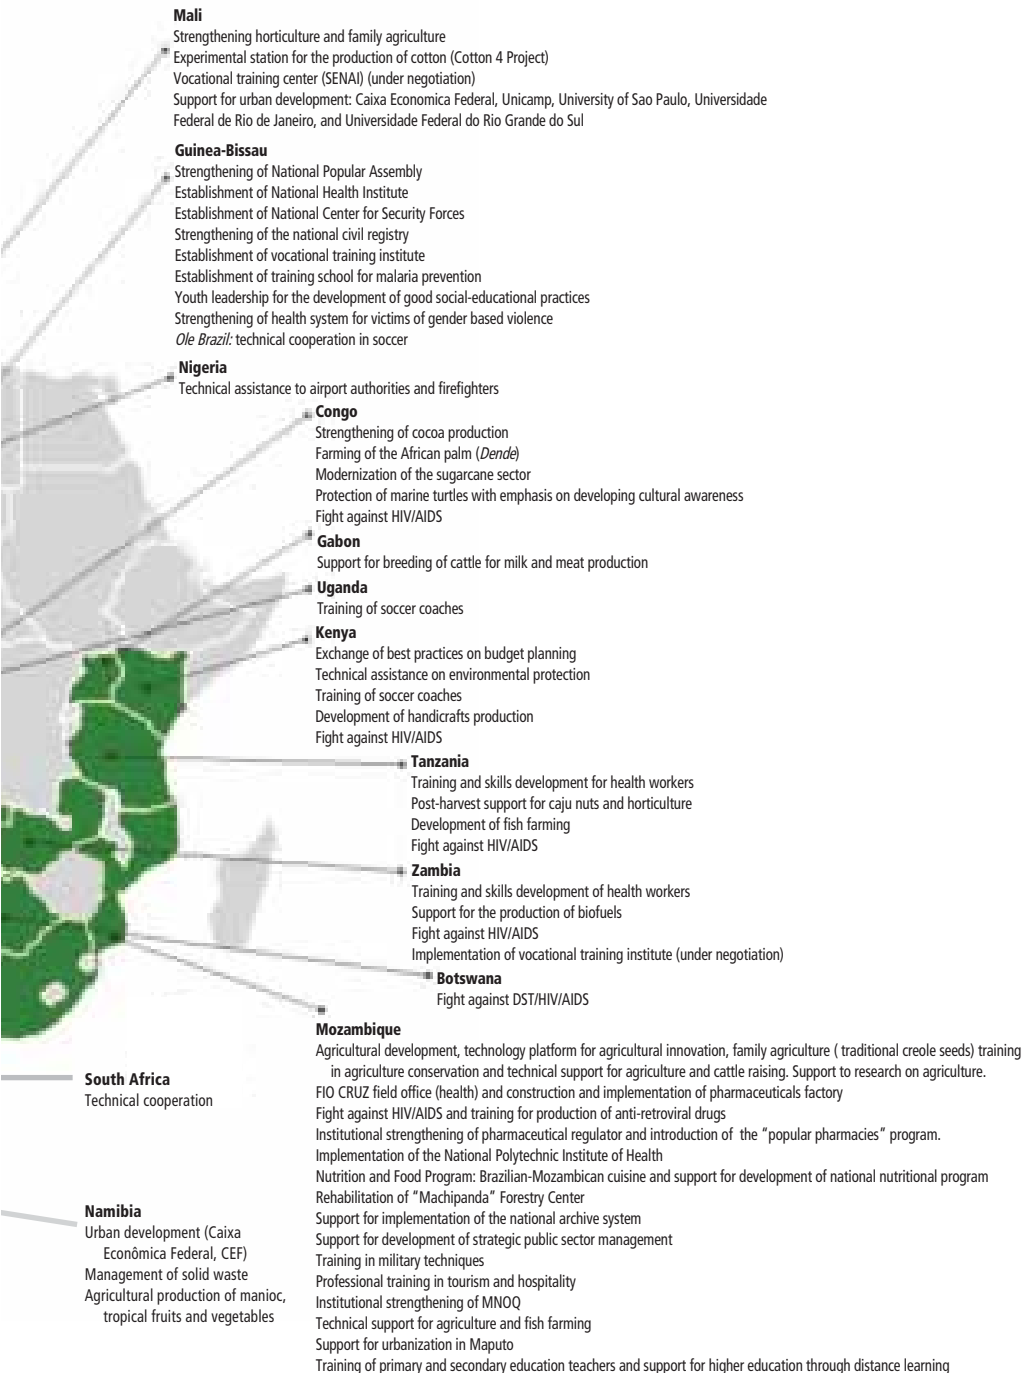 Mali
Strengthening horticulture and family agriculture
Experimental station for the production of cotton (Cotton 4 Project)
Vocational training center (SENAI) (under negotiation)
Support for urban development: Caixa Economica Federal, Unicamp, University of Sao Paulo, Universidade
Federal de Rio de Janeiro, and Universidade Federal do Rio Grande do Sul
Guinea-Bissau
Strengthening of National Popular Assembly
Establishment of National Health Institute
Establishment of National Center for Security Forces
Strengthening of the national civil registry
Establishment of vocational training institute
Establishment of training school for malaria prevention
Youth leadership for the development of good social-educational practices
Strengthening of health system for victims of gender based violence
Ole Brazil: technical cooperation in soccer
Nigeria
Technical assistance to airport authorities and firefighters
Congo
Strengthening of cocoa production
Farming of the African palm (Dende)
Modernization of the sugarcane sector
Protection of marine turtles with emphasis on developing cultural awareness
Fight against HIV/AIDS
Gabon
Support for breeding of cattle for milk and meat production
Uganda
Training of soccer coaches
Kenya
Exchange of best practices on budget planning
Technical assistance on environmental protection
Training of soccer coaches
Development of handicrafts production
Fight against HIV/AIDS
Tanzania
Training and skills development for health workers
Post-harvest support for caju nuts and horticulture
Development of fish farming
Fight against HIV/AIDS
Zambia
Training and skills development of health workers
Support for the production of biofuels
Fight against HIV/AIDS
Implementation of vocational training institute (under negotiation)
Botswana
Fight against DST/HIV/AIDS
Mozambique
Agricultural development, technology platform for agricultural innovation, family agriculture ( traditional creole seeds) training
in agriculture conservation and technical support for agriculture and cattle raising. Support to research on agriculture.
FIO CRUZ field office (health) and construction and implementation of pharmaceuticals factory
Fight against HIV/AIDS and training for production of anti-retroviral drugs
Institutional strengthening of pharmaceutical regulator and introduction of the “popular pharmacies” program.
Implementation of the National Polytechnic Institute of Health
Nutrition and Food Program: Brazilian-Mozambican cuisine and support for development of national nutritional program
Rehabilitation of “Machipanda” Forestry Center
Support for implementation of the national archive system
Support for development of strategic public sector management
Training in military techniques
Professional training in tourism and hospitality
Institutional strengthening of MNOQ
Technical support for agriculture and fish farming
Support for urbanization in Maputo
Training of primary and secondary education teachers and support for higher education through distance learning
South Africa
Technical cooperation
Namibia
Urban development (Caixa
Econômica Federal, CEF)
Management of solid waste
Agricultural production of manioc,
tropical fruits and vegetables